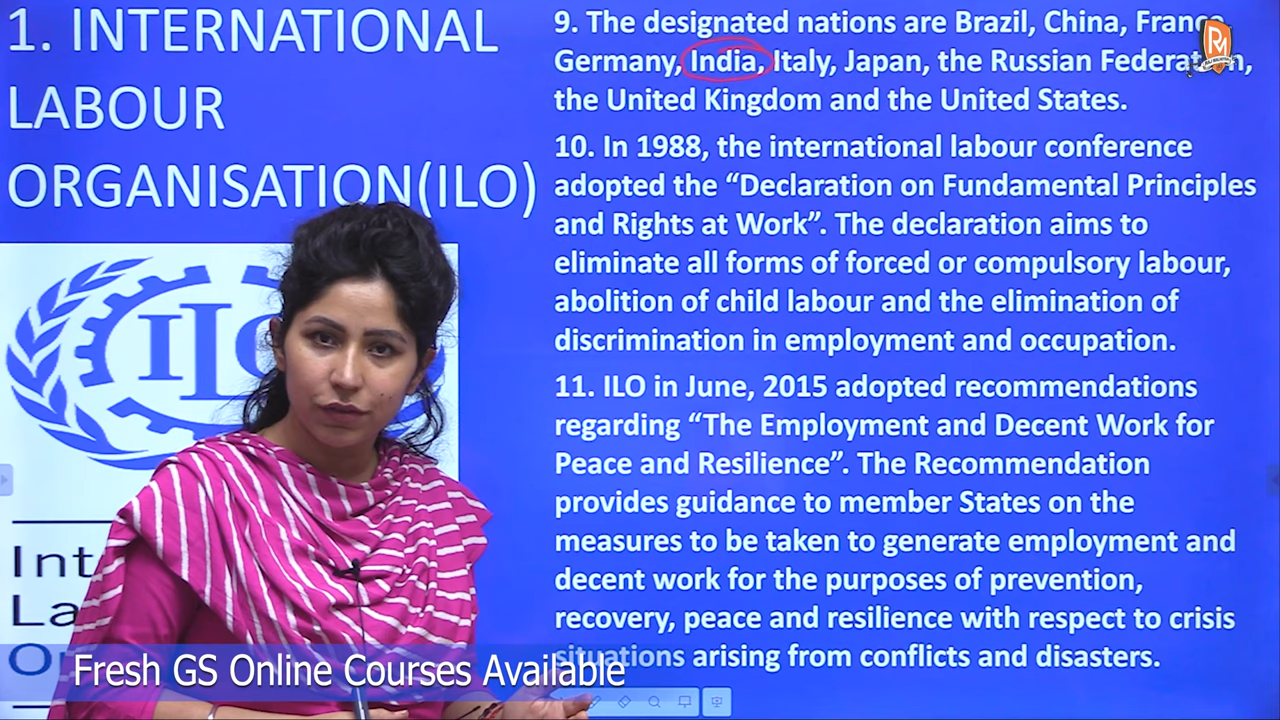 1. INTERNATIONAL
LABOUR
ORGANISATION(ILO)
IL
Int
La
9. The designated nations are Brazil, China, France
Germany, India, Italy, Japan, the Russian Federation,
the United Kingdom and the United States.
10. In 1988, the international labour conference
adopted the “Declaration on Fundamental Principles
and Rights at Work”. The declaration aims to
eliminate all forms of forced or compulsory labour,
abolition of child labour and the elimination of
discrimination in employment and occupation.
11. ILO in June, 2015 adopted recommendations
regarding “The Employment and Decent Work for
Peace and Resilience”. The Recommendation
provides guidance to member States on the
measures to be taken to generate employment and
decent work for the purposes of prevention,
recovery, peace and resilience with respect to crisis
situations arising from conflicts and disasters.
Fresh GS Online Courses Available